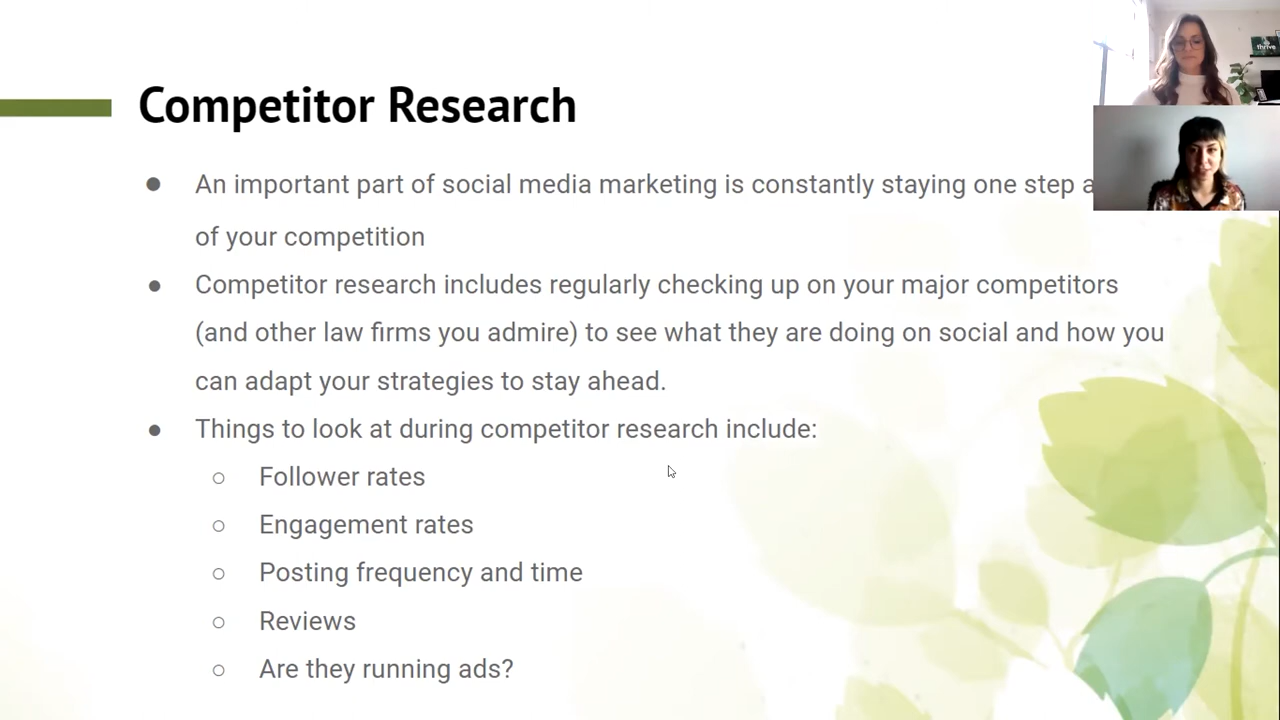 Competitor Research
thrive
An important part of social media marketing is constantly staying one step
of your competition
Competitor research includes regularly checking up on your major competitors
(and other law firms you admire) to see what they are doing on social and how you
can adapt your strategies to stay ahead.
Things to look at during competitor research include:
Follower rates
Engagement rates
Posting frequency and time
Reviews
Are they running ads?